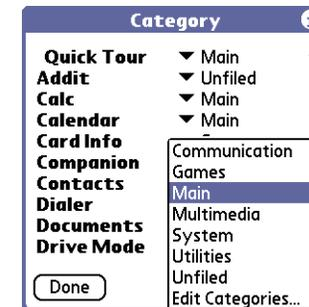 Category
Quick Tour Main
Addit Unfiled
Calc Main
Calendar Main
Card Info
Companion
Contacts
Dialer
Documents
Drive Mode
Communication
Games
Main
Multimedia
System
Utilities
Unfiled
Edit Categories...
Done